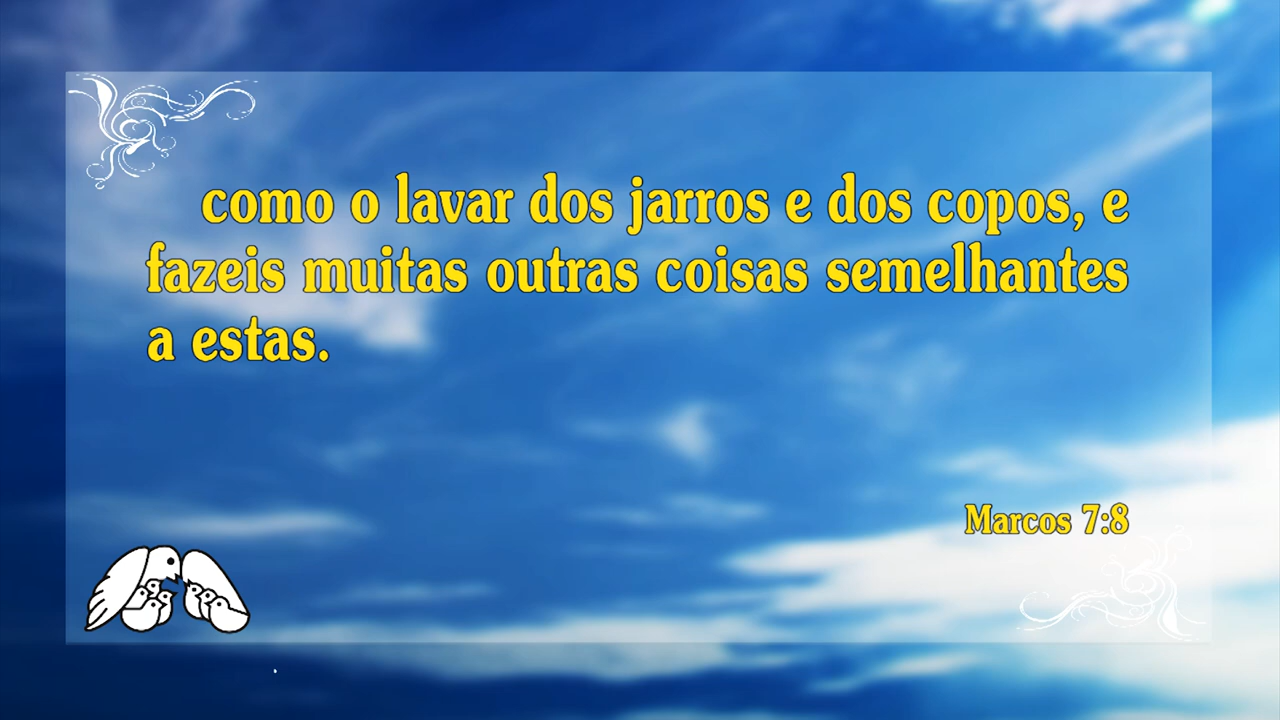 como o lavar dos jarros e dos copos, e
fazeis muitas outras coisas semelhantes
a estas.
Marcos 7:8